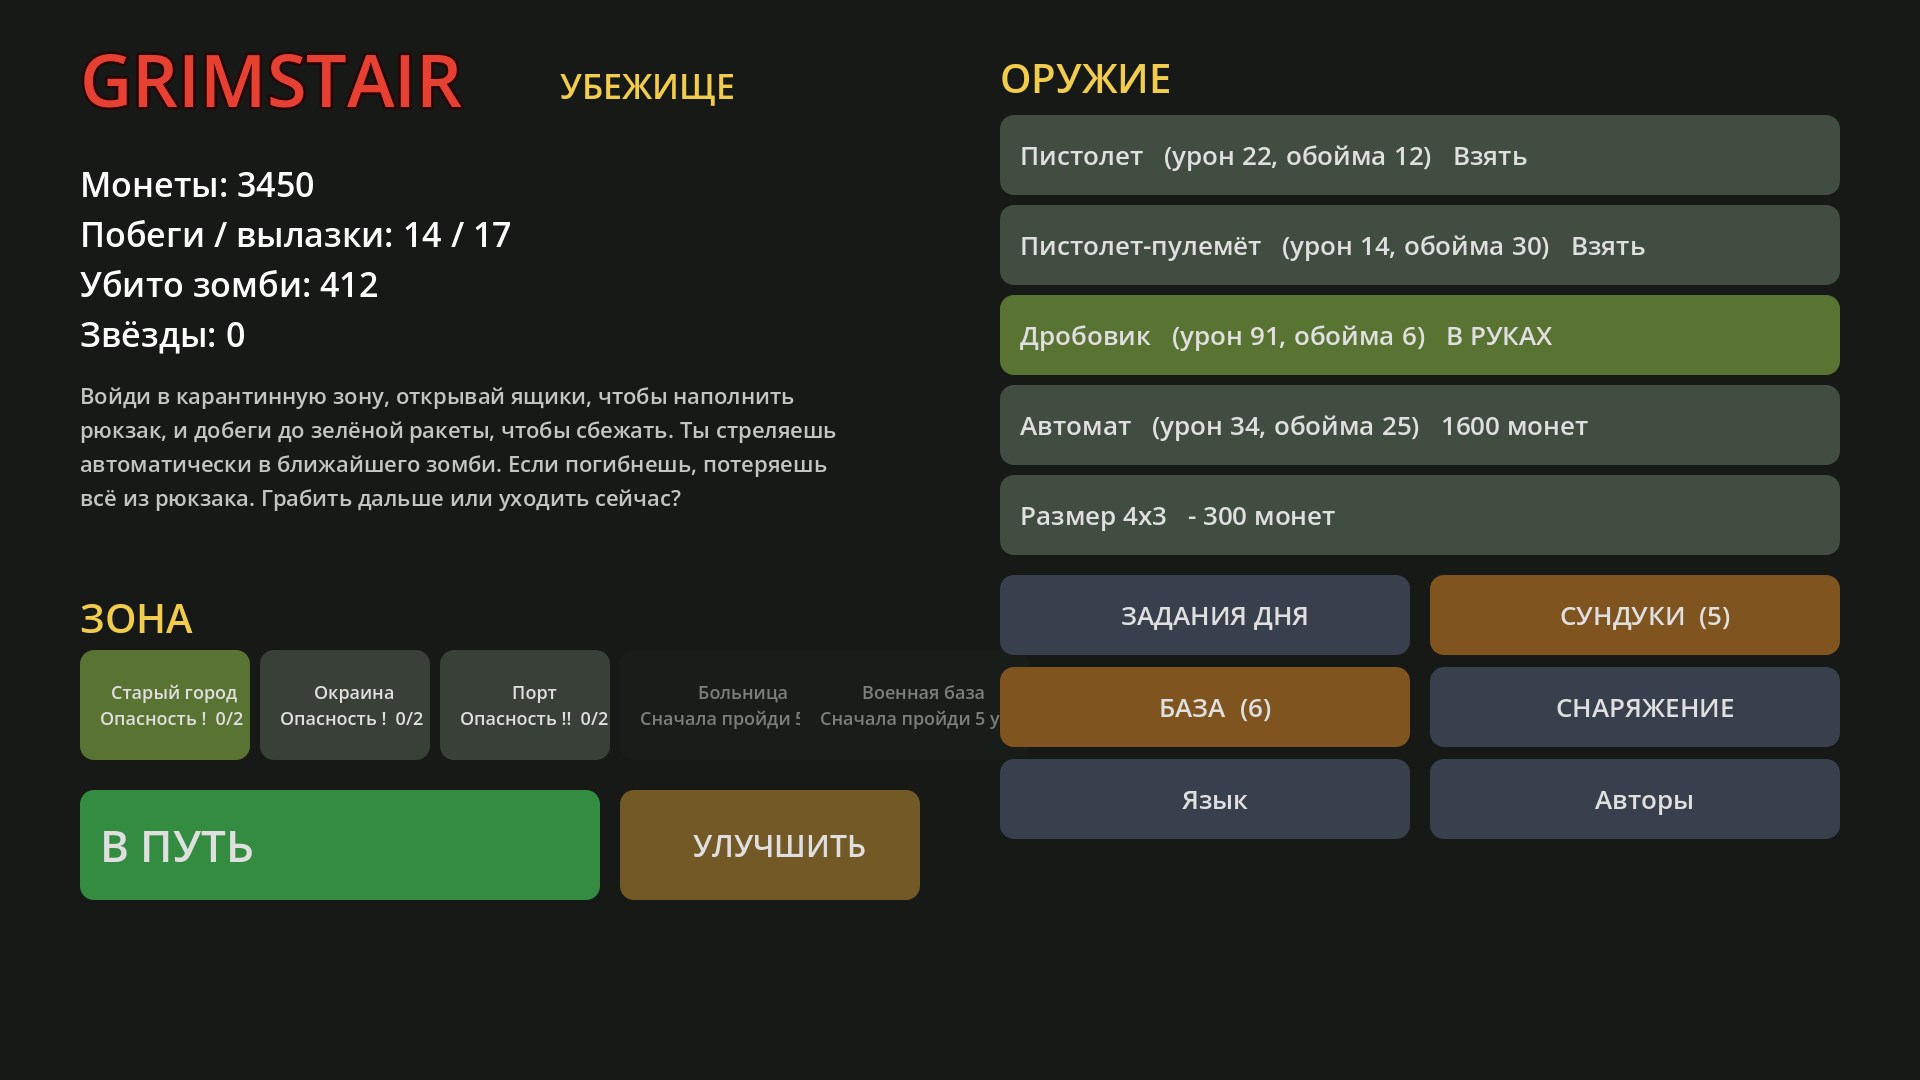 GRIMSTAIR
УБЕЖИЩЕ
Монеты: 3450
Побеги / вылазки: 14 / 17
Убито зомби: 412
Звёзды: 0
Войди в карантинную зону, открывай ящики, чтобы наполнить
рюкзак, и добеги до зелёной ракеты, чтобы сбежать. Ты стреляешь
автоматически в ближайшего зомби. Если погибнешь, потеряешь
всё из рюкзака. Грабить дальше или уходить сейчас?
ЗОНА
Старый город
Опасность ! 0/2
Окраина
Опасность ! 0/2
Порт
Опасность !! 0/2
Больница
Сначала пройди
Военная база
Сначала пройди 5 у
В ПУТЬ
УЛУЧШИТЬ
ОРУЖИЕ
Пистолет (урон 22, обойма 12) Взять
Пистолет-пулемёт (урон 14, обойма 30) Взять
Дробовик (урон 91, обойма 6) В РУКАХ
Автомат (урон 34, обойма 25) 1600 монет
Размер 4x3 - 300 монет
ЗАДАНИЯ ДНЯ
СУНДУКИ (5)
БАЗА (6)
СНАРЯЖЕНИЕ
Язык
Авторы